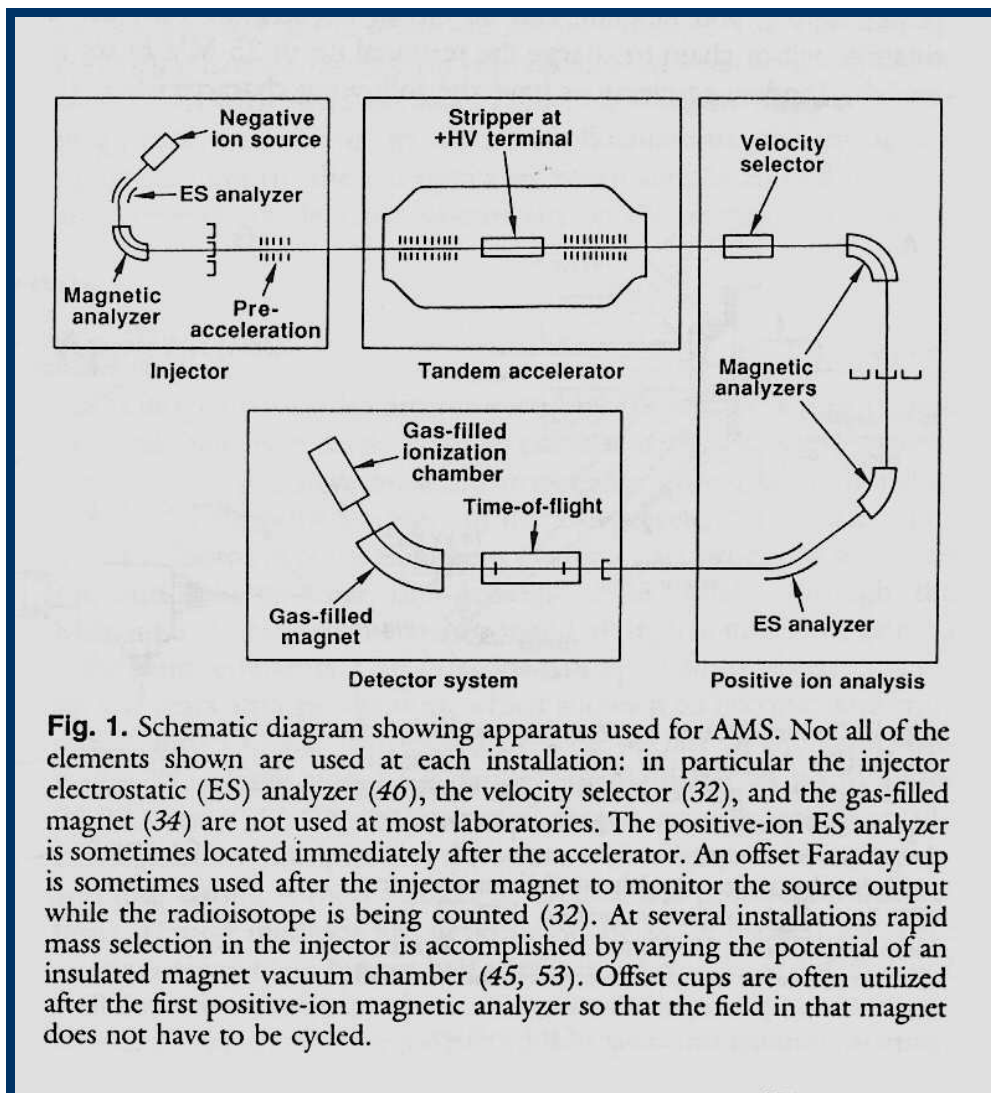 Negative
ion source
ES analyzer
Magnetic
analyzer
Pre-
acceleration
Injector
Stripper at
+HV terminal
Tandem accelerator
Velocity
selector
Magnetic
analyzers
ES analyzer
Positive ion analysis
Gas-filled
ionization
chamber
Time-of-flight
Gas-filled
magnet
Detector system
Fig. 1. Schematic diagram showing apparatus used for AMS. Not all of the
elements shown are used at each installation: in particular the injector
electrostatic (ES) analyzer (46), the velocity selector (32), and the gas-filled
magnet (34) are not used at most laboratories. The positive-ion ES analyzer
is sometimes located immediately after the accelerator. An offset Faraday cup
is sometimes used after the injector magnet to monitor the source output
while the radioisotope is being counted (32). At several installations rapid
mass selection in the injector is accomplished by varying the potential of an
insulated magnet vacuum chamber (45, 53). Offset cups are often utilized
after the first positive-ion magnetic analyzer so that the field in that magnet
does not have to be cycled.